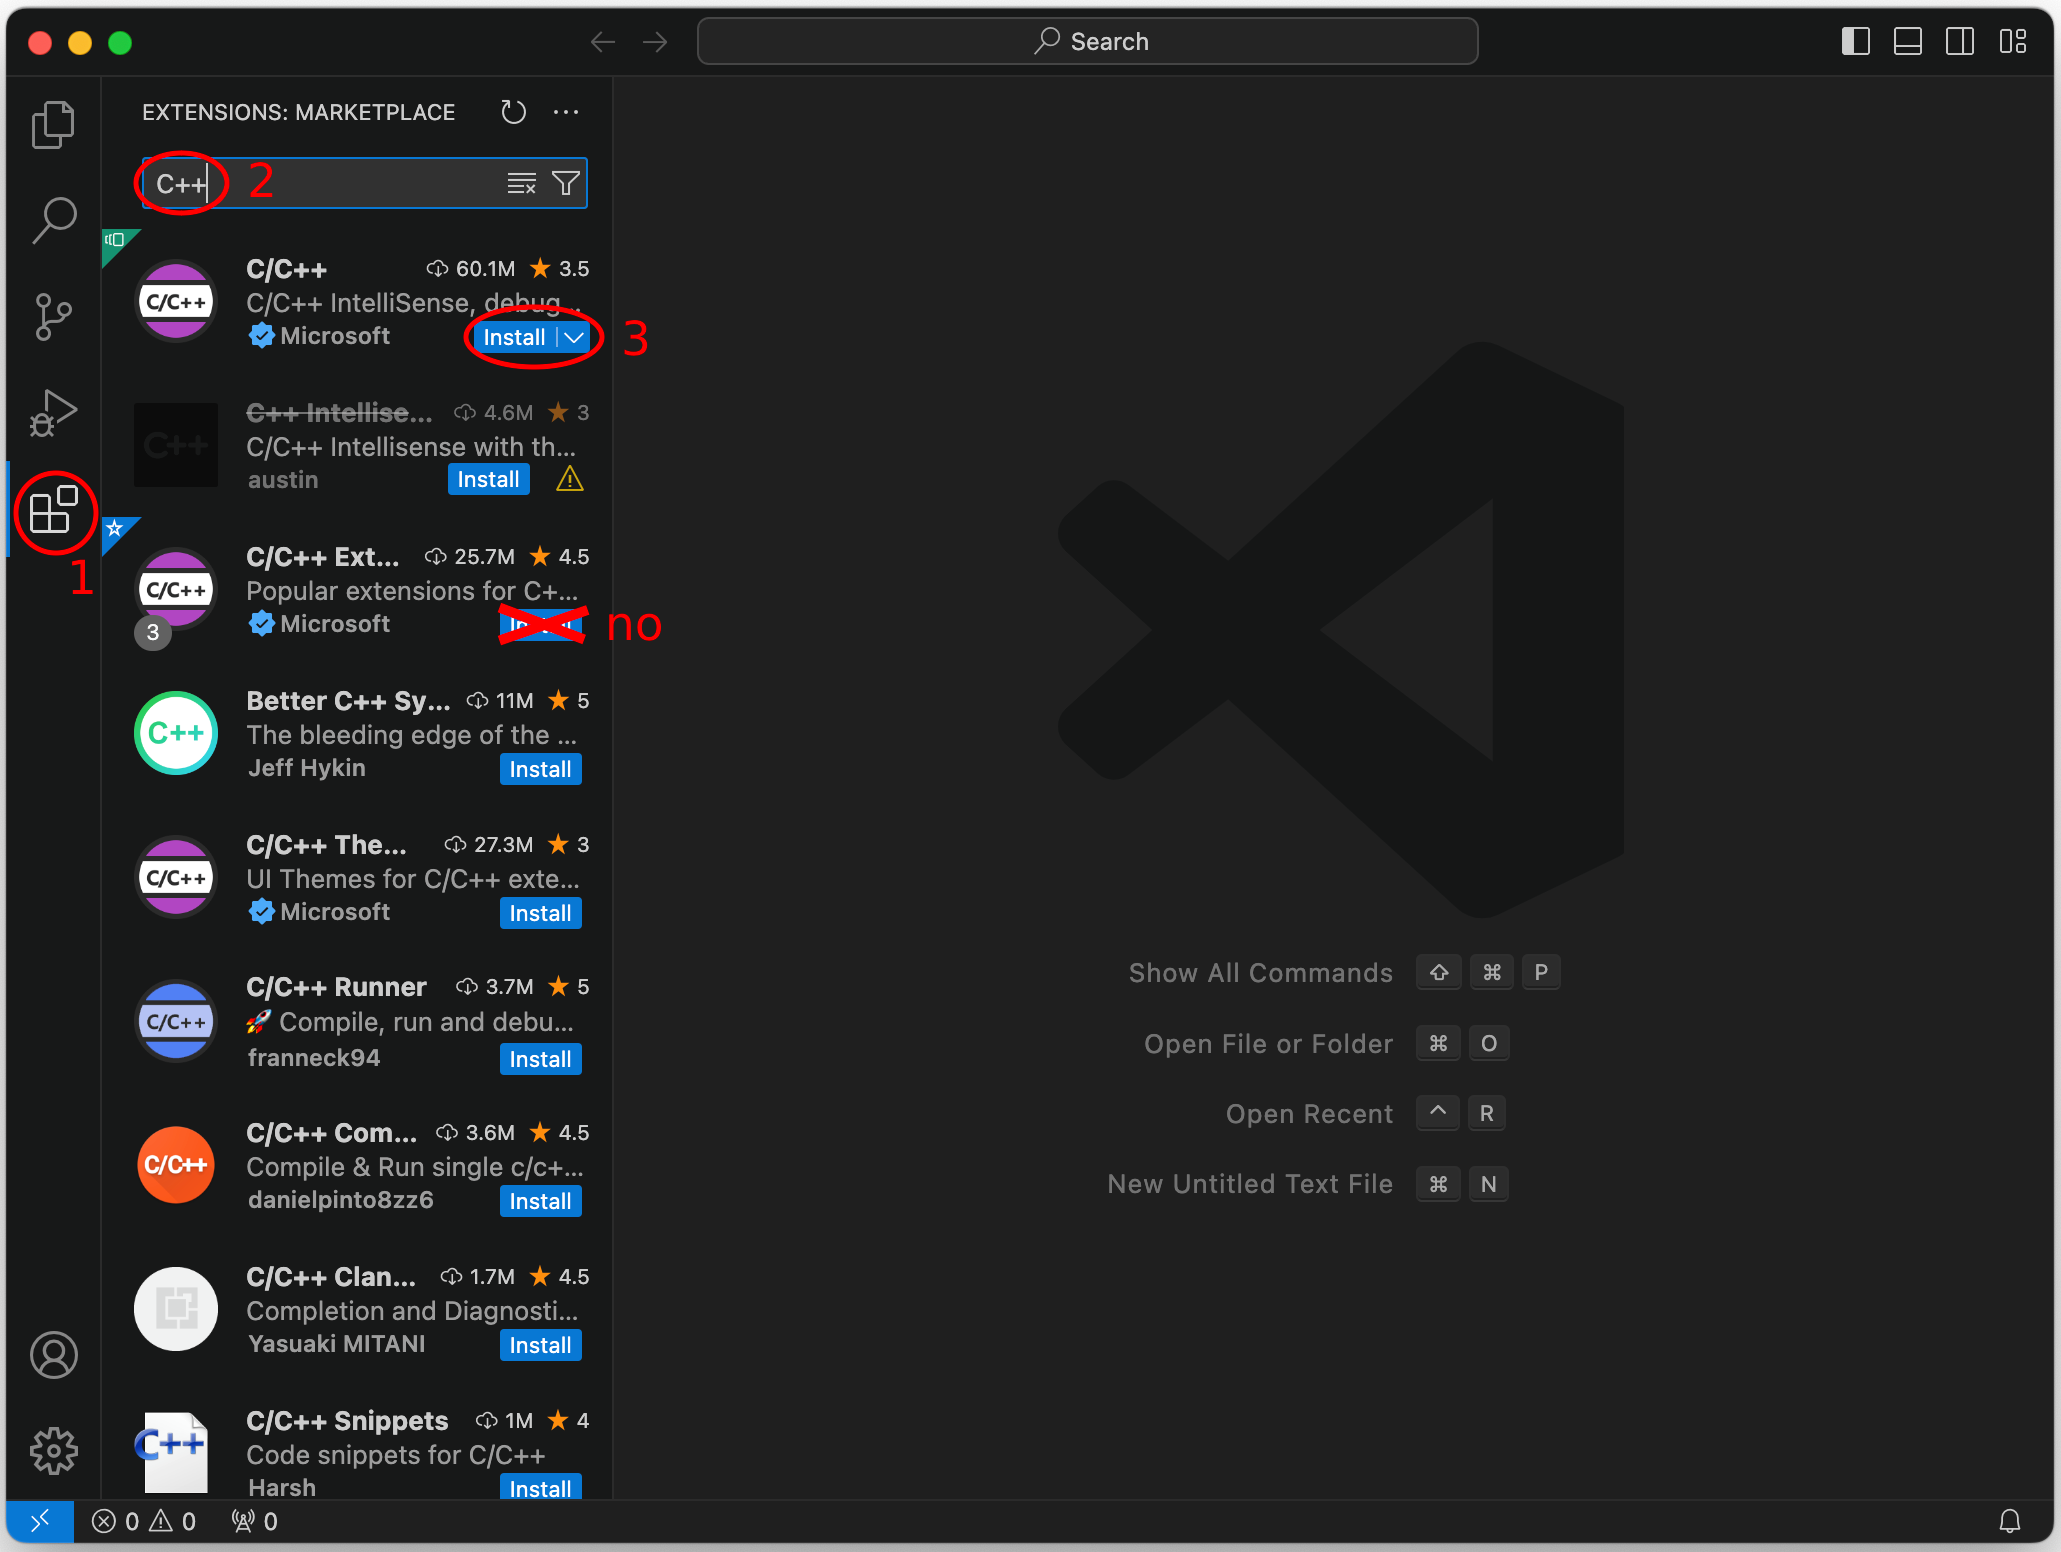 Search
EXTENSIONS: MARKETPLACE
C++ 2
C/C++ 60.1M 3.5
C/C++ IntelliSense, debug...
Microsoft Install 3
C/C++
C++ Intellise... 4.6M 3
C/C++ Intellisense with th...
austin Install
C++
1
C/C++ Ext... 25.7M 4.5
Popular extensions for C+...
Microsoft Install no
C/C++
3
Better C++ Sy... 11M 5
The bleeding edge of the ...
Jeff Hykin Install
C++
C/C++ The... 27.3M 3
UI Themes for C/C++ exte...
Microsoft Install
C/C++
C/C++ Runner 3.7M 5
🚀 Compile, run and debu...
franneck94 Install
C/C++
C/C++ Com... 3.6M 4.5
Compile & Run single c/c+...
danielpinto8zz6 Install
C/C++
C/C++ Clan... 1.7M 4.5
Completion and Diagnosti...
Yasuaki MITANI Install
C/C++ Snippets 1M 4
Code snippets for C/C++
Harsh Install
C++
Show All Commands ⇧ ⌘ P
Open File or Folder ⌘ O
Open Recent ^ R
New Untitled Text File ⌘ N
0 0 0